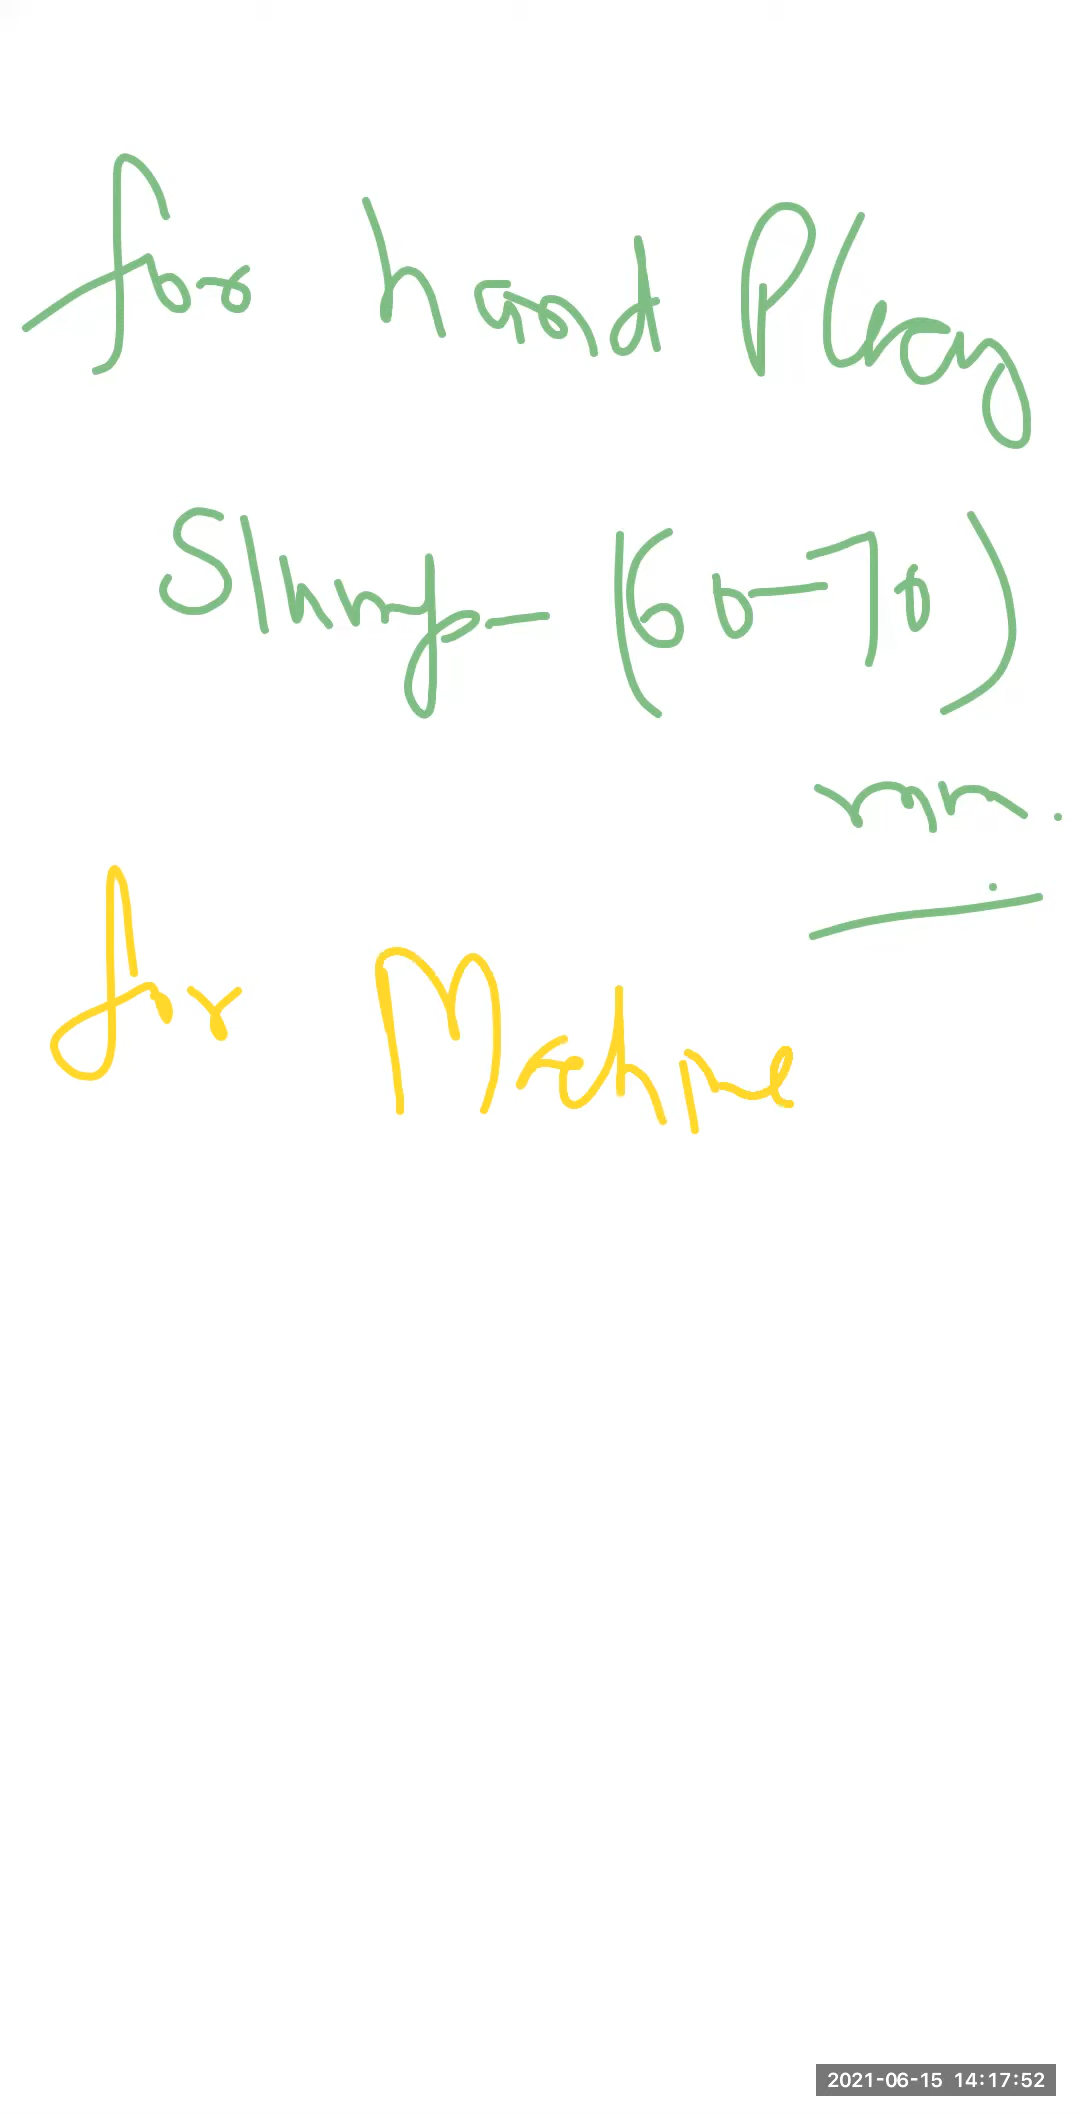 for hand Placing
Slump - (60-70)
mm.
for Machine
2021-06-15 14:17:52